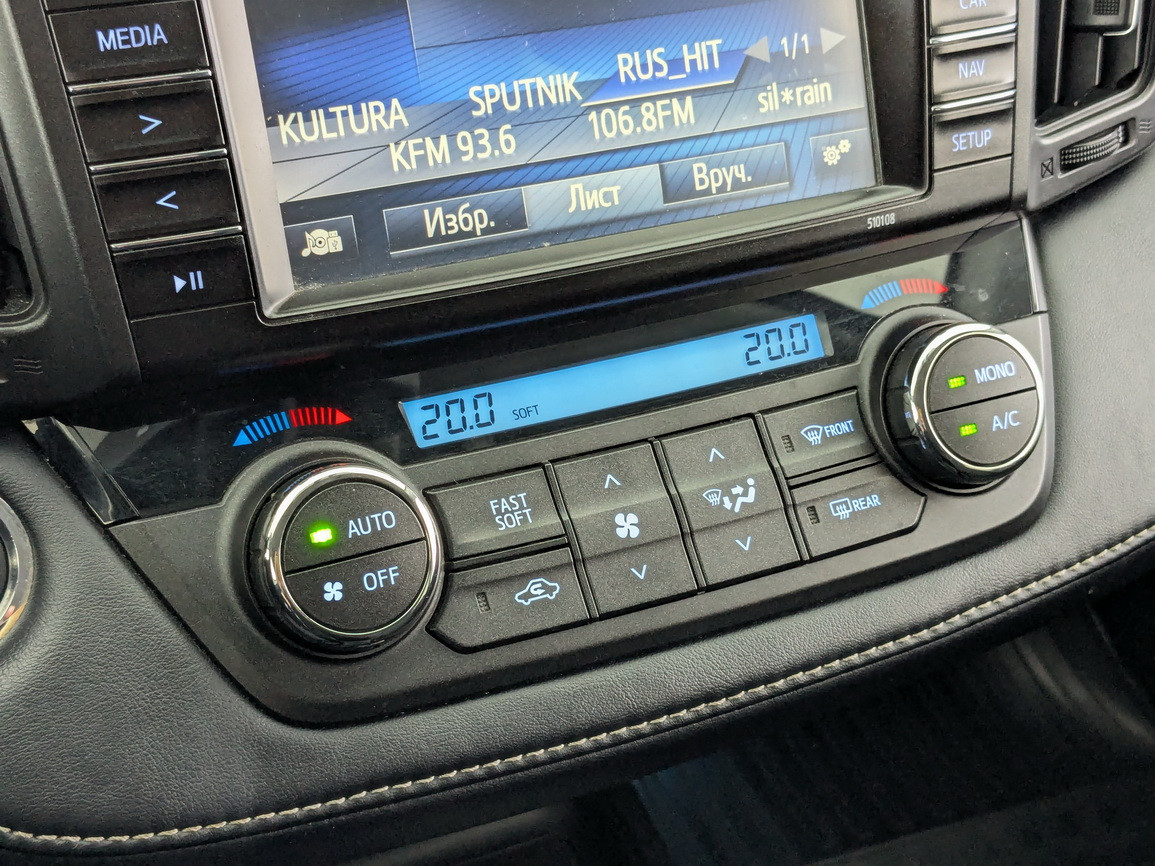 MEDIA
CAR
NAV
SETUP
RUS_HIT 1/1
KULTURA SPUTNIK
KFM 93.6 106.8FM sil*rain
Избр. Лист Вруч.
510108
20.0 SOFT 20.0
AUTO
OFF
FAST
SOFT
FRONT
REAR
MONO
A/C